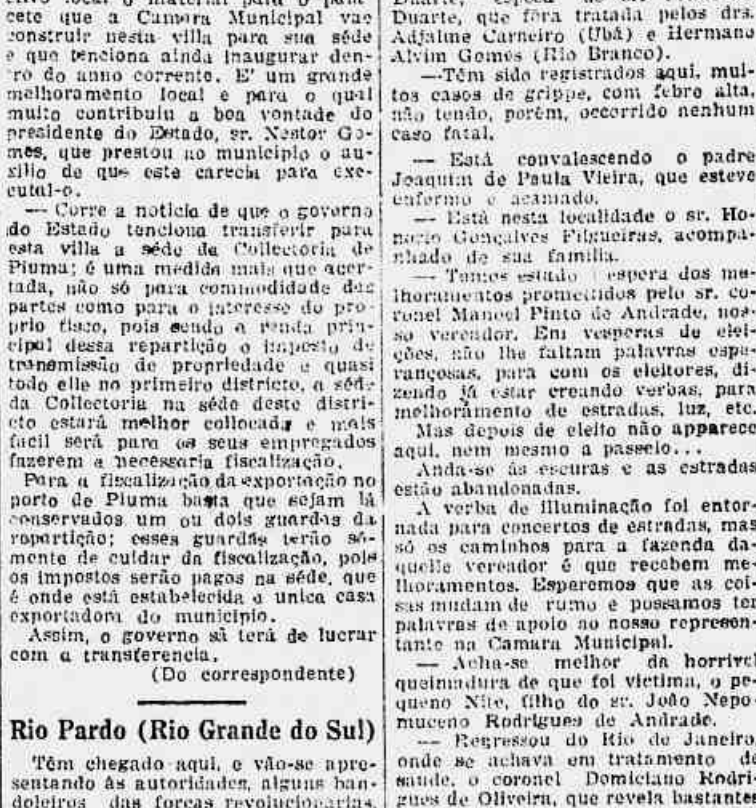 cete que a Camara Municipal vae
construir nesta villa para sua séde
e que tenciona ainda inaugurar den-
tro do anno corrente. E' um grande
melhoramento local e para o qual
muito contribuiu a boa vontade do
presidente do Estado, sr. Nestor Go-
mes, que prestou ao municipio o au-
xilio de que este carecia para exe-
cutal-o.
— Corre a noticia de que o governo
do Estado tenciona transferir para
esta villa a séde da Collectoria de
Piuma; é uma medida mais que acer-
tada, não só para commodidade das
partes como para o interesse do pro-
prio fisco, pois sendo a renda prin-
cipal dessa repartição o imposto de
transmissão de propriedade e quasi
todo elle no primeiro districto, a séde
da Collectoria na séde deste distri-
cto estará melhor collocada e mais
facil será para os seus empregados
fazerem a necessaria fiscalização.
Para a fiscalização da exportação no
porto de Piuma basta que sejam lá
conservados um ou dois guardas da
repartição; esses guardas terão só-
mente de cuidar da fiscalização, pois
os impostos serão pagos na séde, que
é onde está estabelecida a unica casa
exportadora do municipio.
Assim, o governo sá terá de lucrar
com a transferencia.
(Do correspondente)
Rio Pardo (Rio Grande do Sul)
Têm chegado aqui, e vão-se apre-
sentando às autoridades, alguns ban-
doleiros das forças revolucionarias,
Duarte, que fôra tratada pelos drs.
Adjalme Carneiro (Ubá) e Hermano
Alvim Gomes (Rio Branco).
—Têm sido registrados aqui, mui-
tos casos de grippe, com febre alta,
não tendo, porém, occorrido nenhum
caso fatal.
— Está convalescendo o padre
Joaquim de Paula Vieira, que esteve
enfermo e acamado.
— Está nesta localidade o sr. Ho-
norio Gonçalves Filgueiras, acompa-
nhado de sua familia.
— Temos estado espera dos me-
lhoramentos promettidos pelo sr. co-
ronel Manoel Pinto de Andrade, nos-
so vereador. Em vesperas de elei-
ções, não lhe faltam palavras espe-
rançosas, para com os eleitores, di-
zendo já estar creando verbas, para
melhoramento de estradas, luz, etc.
Mas depois de eleito não apparece
aqui, nem mesmo a passeio...
Anda-se ás escuras e as estradas
estão abandonadas.
A verba de illuminação foi entor-
nada para concertos de estradas, mas
só os caminhos para a fazenda da-
quelle vereador é que recebem me-
lhoramentos. Esperemos que as coi-
sas mudam de rumo e possamos ter
palavras de apoio ao nosso represen-
tante na Camara Municipal.
— Acha-se melhor da horrivel
queimadura de que foi victima, o pe-
queno Nite, filho do sr. João Nepo-
muceno Rodrigues de Andrade.
— Regressou do Rio de Janeiro,
onde se achava em tratamento de
saude, o coronel Domiciano Rodri-
gues de Oliveira, que revela bastante